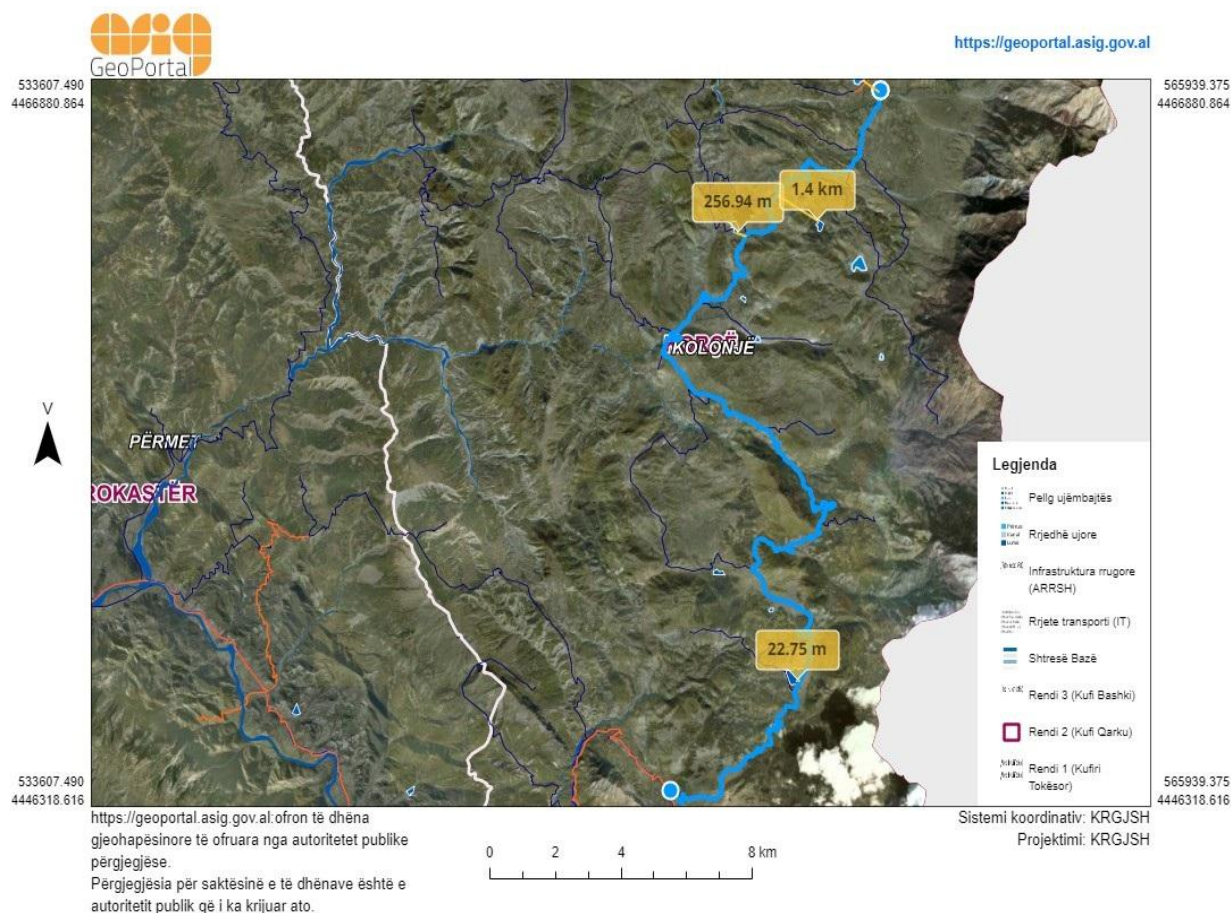 asig
GeoPortal
https://geoportal.asig.gov.al
533607.490
4466880.864
565939.375
4466880.864
256.94 m
1.4 km
KOLONJË
V
PËRMET
ROKASTËR
Legjenda
Pellg ujëmbajtës
Rrjedhë ujore
Infrastruktura rrugore
(ARRSH)
Rrjete transporti (IT)
Shtresë Bazë
Rendi 3 (Kufi Bashki)
Rendi 2 (Kufi Qarku)
Rendi 1 (Kufiri
Tokësor)
22.75 m
533607.490
4446318.616
565939.375
4446318.616
https://geoportal.asig.gov.al:ofron të dhëna
gjeohapësinore të ofruara nga autoritetet publike
përgjegjëse.
Përgjegjësia për saktësinë e të dhënave është e
autoritetit publik që i ka krijuar ato.
0 2 4 8 km
Sistemi koordinativ: KRGJSH
Projektimi: KRGJSH